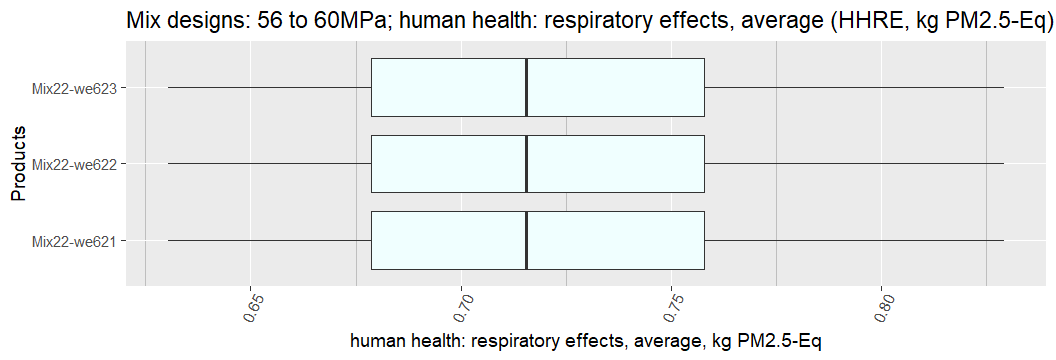 Mix designs: 56 to 60MPa; human health: respiratory effects, average (HHRE, kg PM2.5-Eq)
Products
Mix22-we623
Mix22-we622
Mix22-we621
0.65
0.70
0.75
0.80
human health: respiratory effects, average, kg PM2.5-Eq